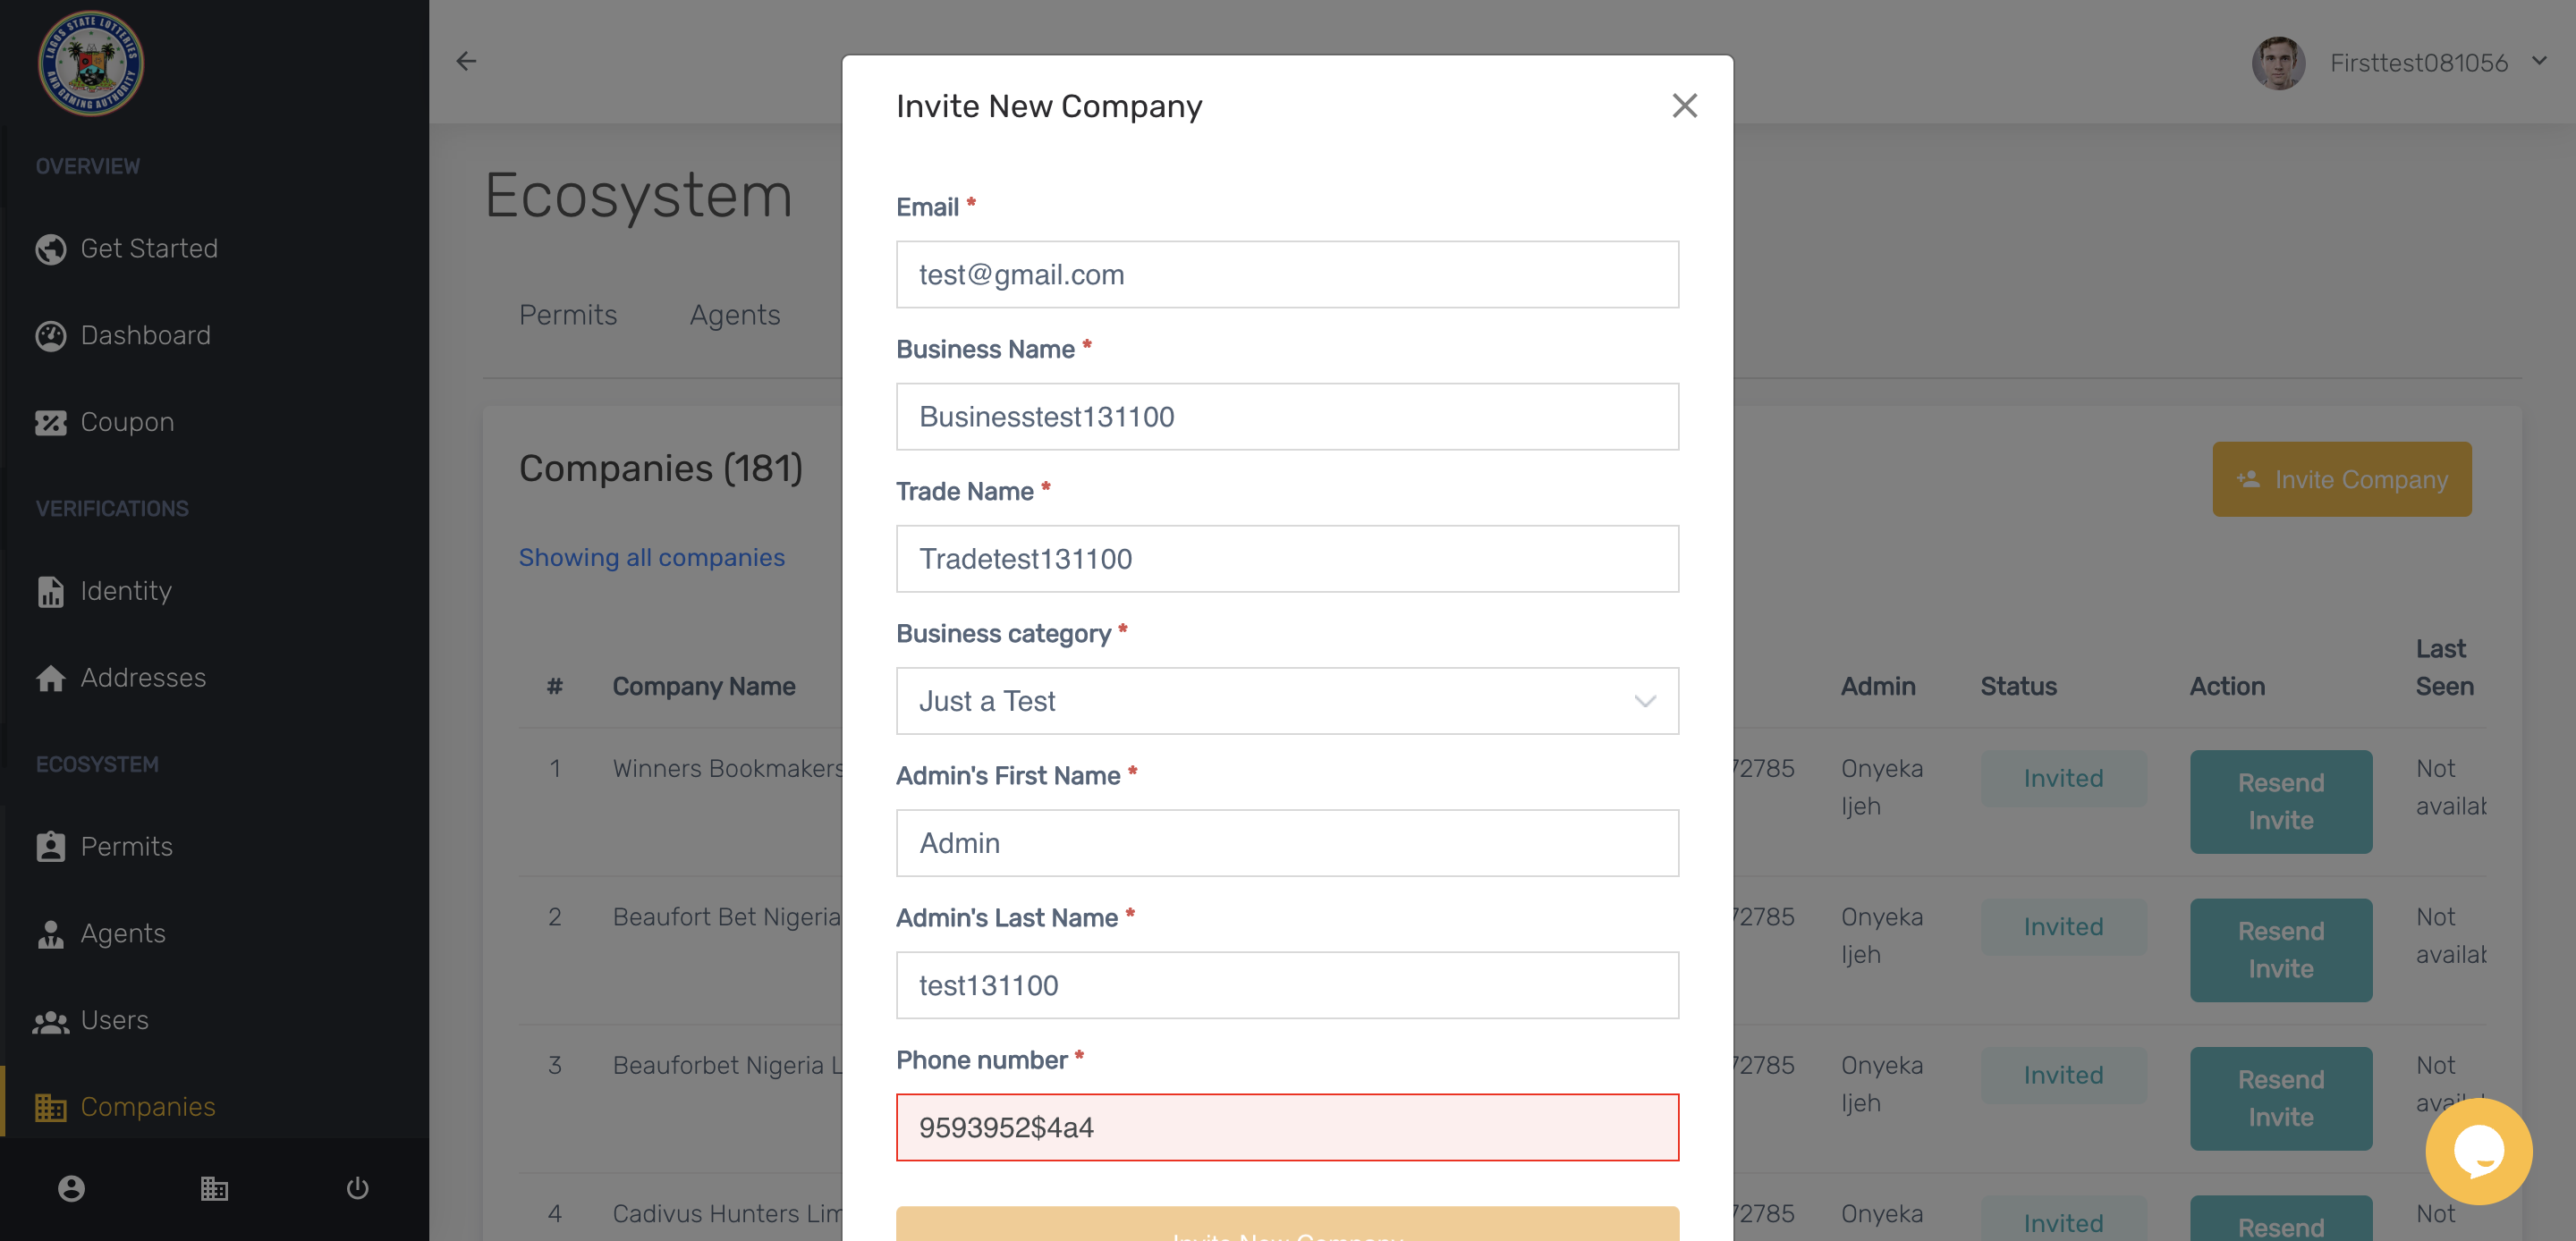 LAGOS STATE LOTTERIES
AND GAMING AUTHORITY
OVERVIEW
Get Started
Dashboard
Coupon
VERIFICATIONS
Identity
Addresses
ECOSYSTEM
Permits
Agents
Users
Companies
Firsttest081056
Ecosystem
Permits Agents
Companies (181)
Invite Company
Showing all companies
# Company Name Admin Status Action Last Seen
1 Winners Bookmakers 72785 Onyeka Ijeh Invited Resend Invite Not availab
2 Beaufort Bet Nigeria 72785 Onyeka Ijeh Invited Resend Invite Not availab
3 Beauforbet Nigeria L 72785 Onyeka Ijeh Invited Resend Invite Not
4 Cadivus Hunters Lim 72785 Onyeka Invited Resend Not
Invite New Company
Email *
test@gmail.com
Business Name *
Businesstest131100
Trade Name *
Tradetest131100
Business category *
Just a Test
Admin's First Name *
Admin
Admin's Last Name *
test131100
Phone number *
9593952$4a4
Invite New Company